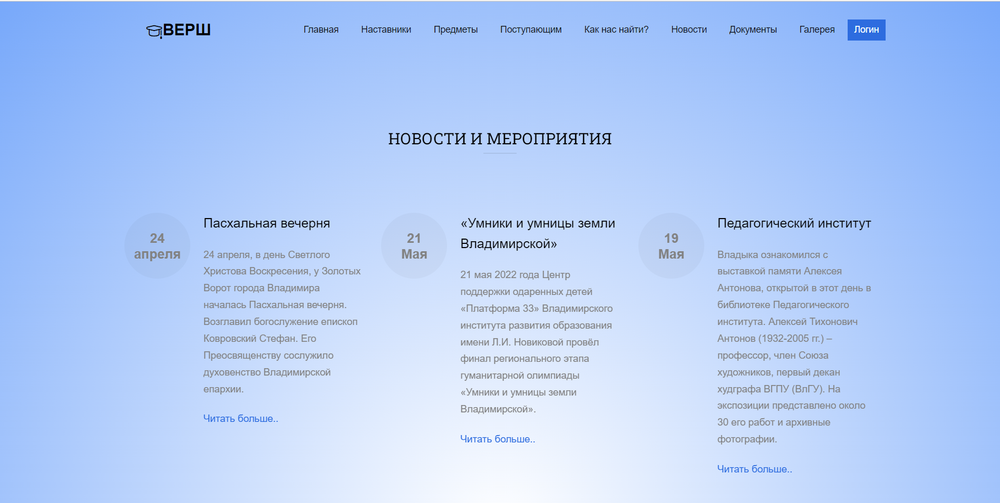 ВЕРШ
Главная
Наставники
Предметы
Поступающим
Как нас найти?
Новости
Документы
Галерея
Логин
НОВОСТИ И МЕРОПРИЯТИЯ
24
апреля
Пасхальная вечерня
24 апреля, в день Светлого
Христова Воскресения, у Золотых
Ворот города Владимира
началась Пасхальная вечерня.
Возглавил богослужение епископ
Ковровский Стефан. Его
Преосвященству сослужило
духовенство Владимирской
епархии.
Читать больше..
21
Мая
«Умники и умницы земли
Владимирской»
21 мая 2022 года Центр
поддержки одаренных детей
«Платформа 33» Владимирского
института развития образования
имени Л.И. Новиковой провёл
финал регионального этапа
гуманитарной олимпиады
«Умники и умницы земли
Владимирской».
Читать больше..
19
Мая
Педагогический институт
Владыка ознакомился с
выставкой памяти Алексея
Антонова, открытой в этот день в
библиотеке Педагогического
института. Алексей Тихонович
Антонов (1932-2005 гг.) –
профессор, член Союза
художников, первый декан
худграфа ВГПУ (ВлГУ). На
экспозиции представлено около
30 его работ и архивные
фотографии.
Читать больше..